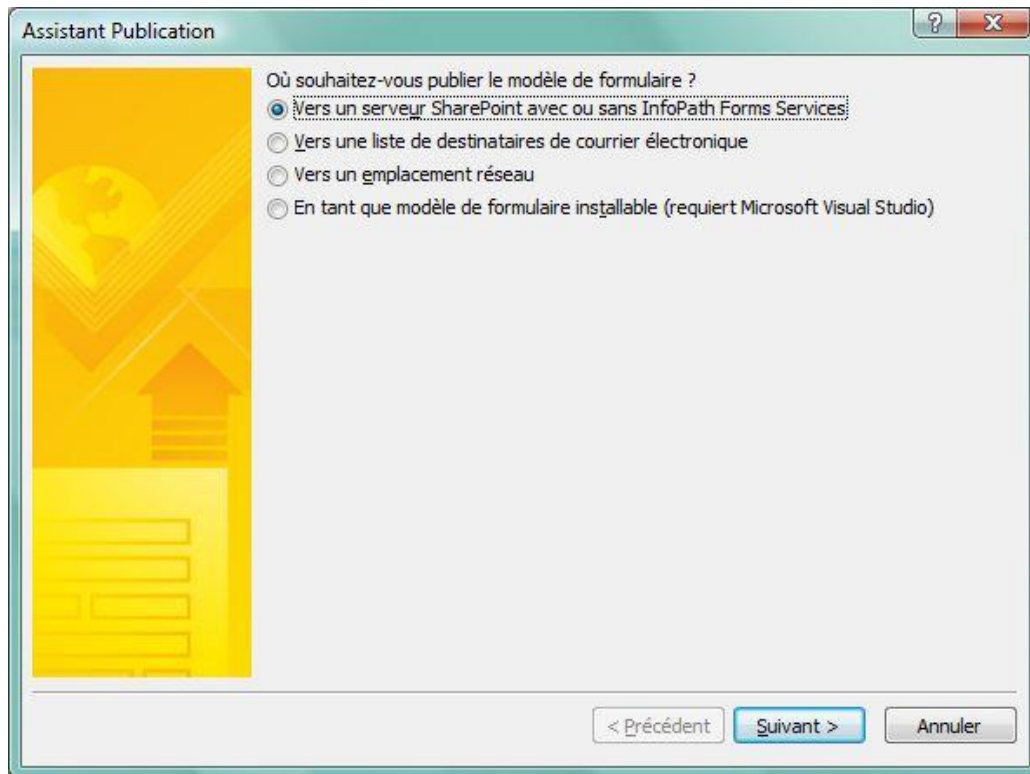 Assistant Publication
Où souhaitez-vous publier le modèle de formulaire ?
Vers un serveur SharePoint avec ou sans InfoPath Forms Services
Vers une liste de destinataires de courrier électronique
Vers un emplacement réseau
En tant que modèle de formulaire installable (requiert Microsoft Visual Studio)
< Précédent
Suivant >
Annuler